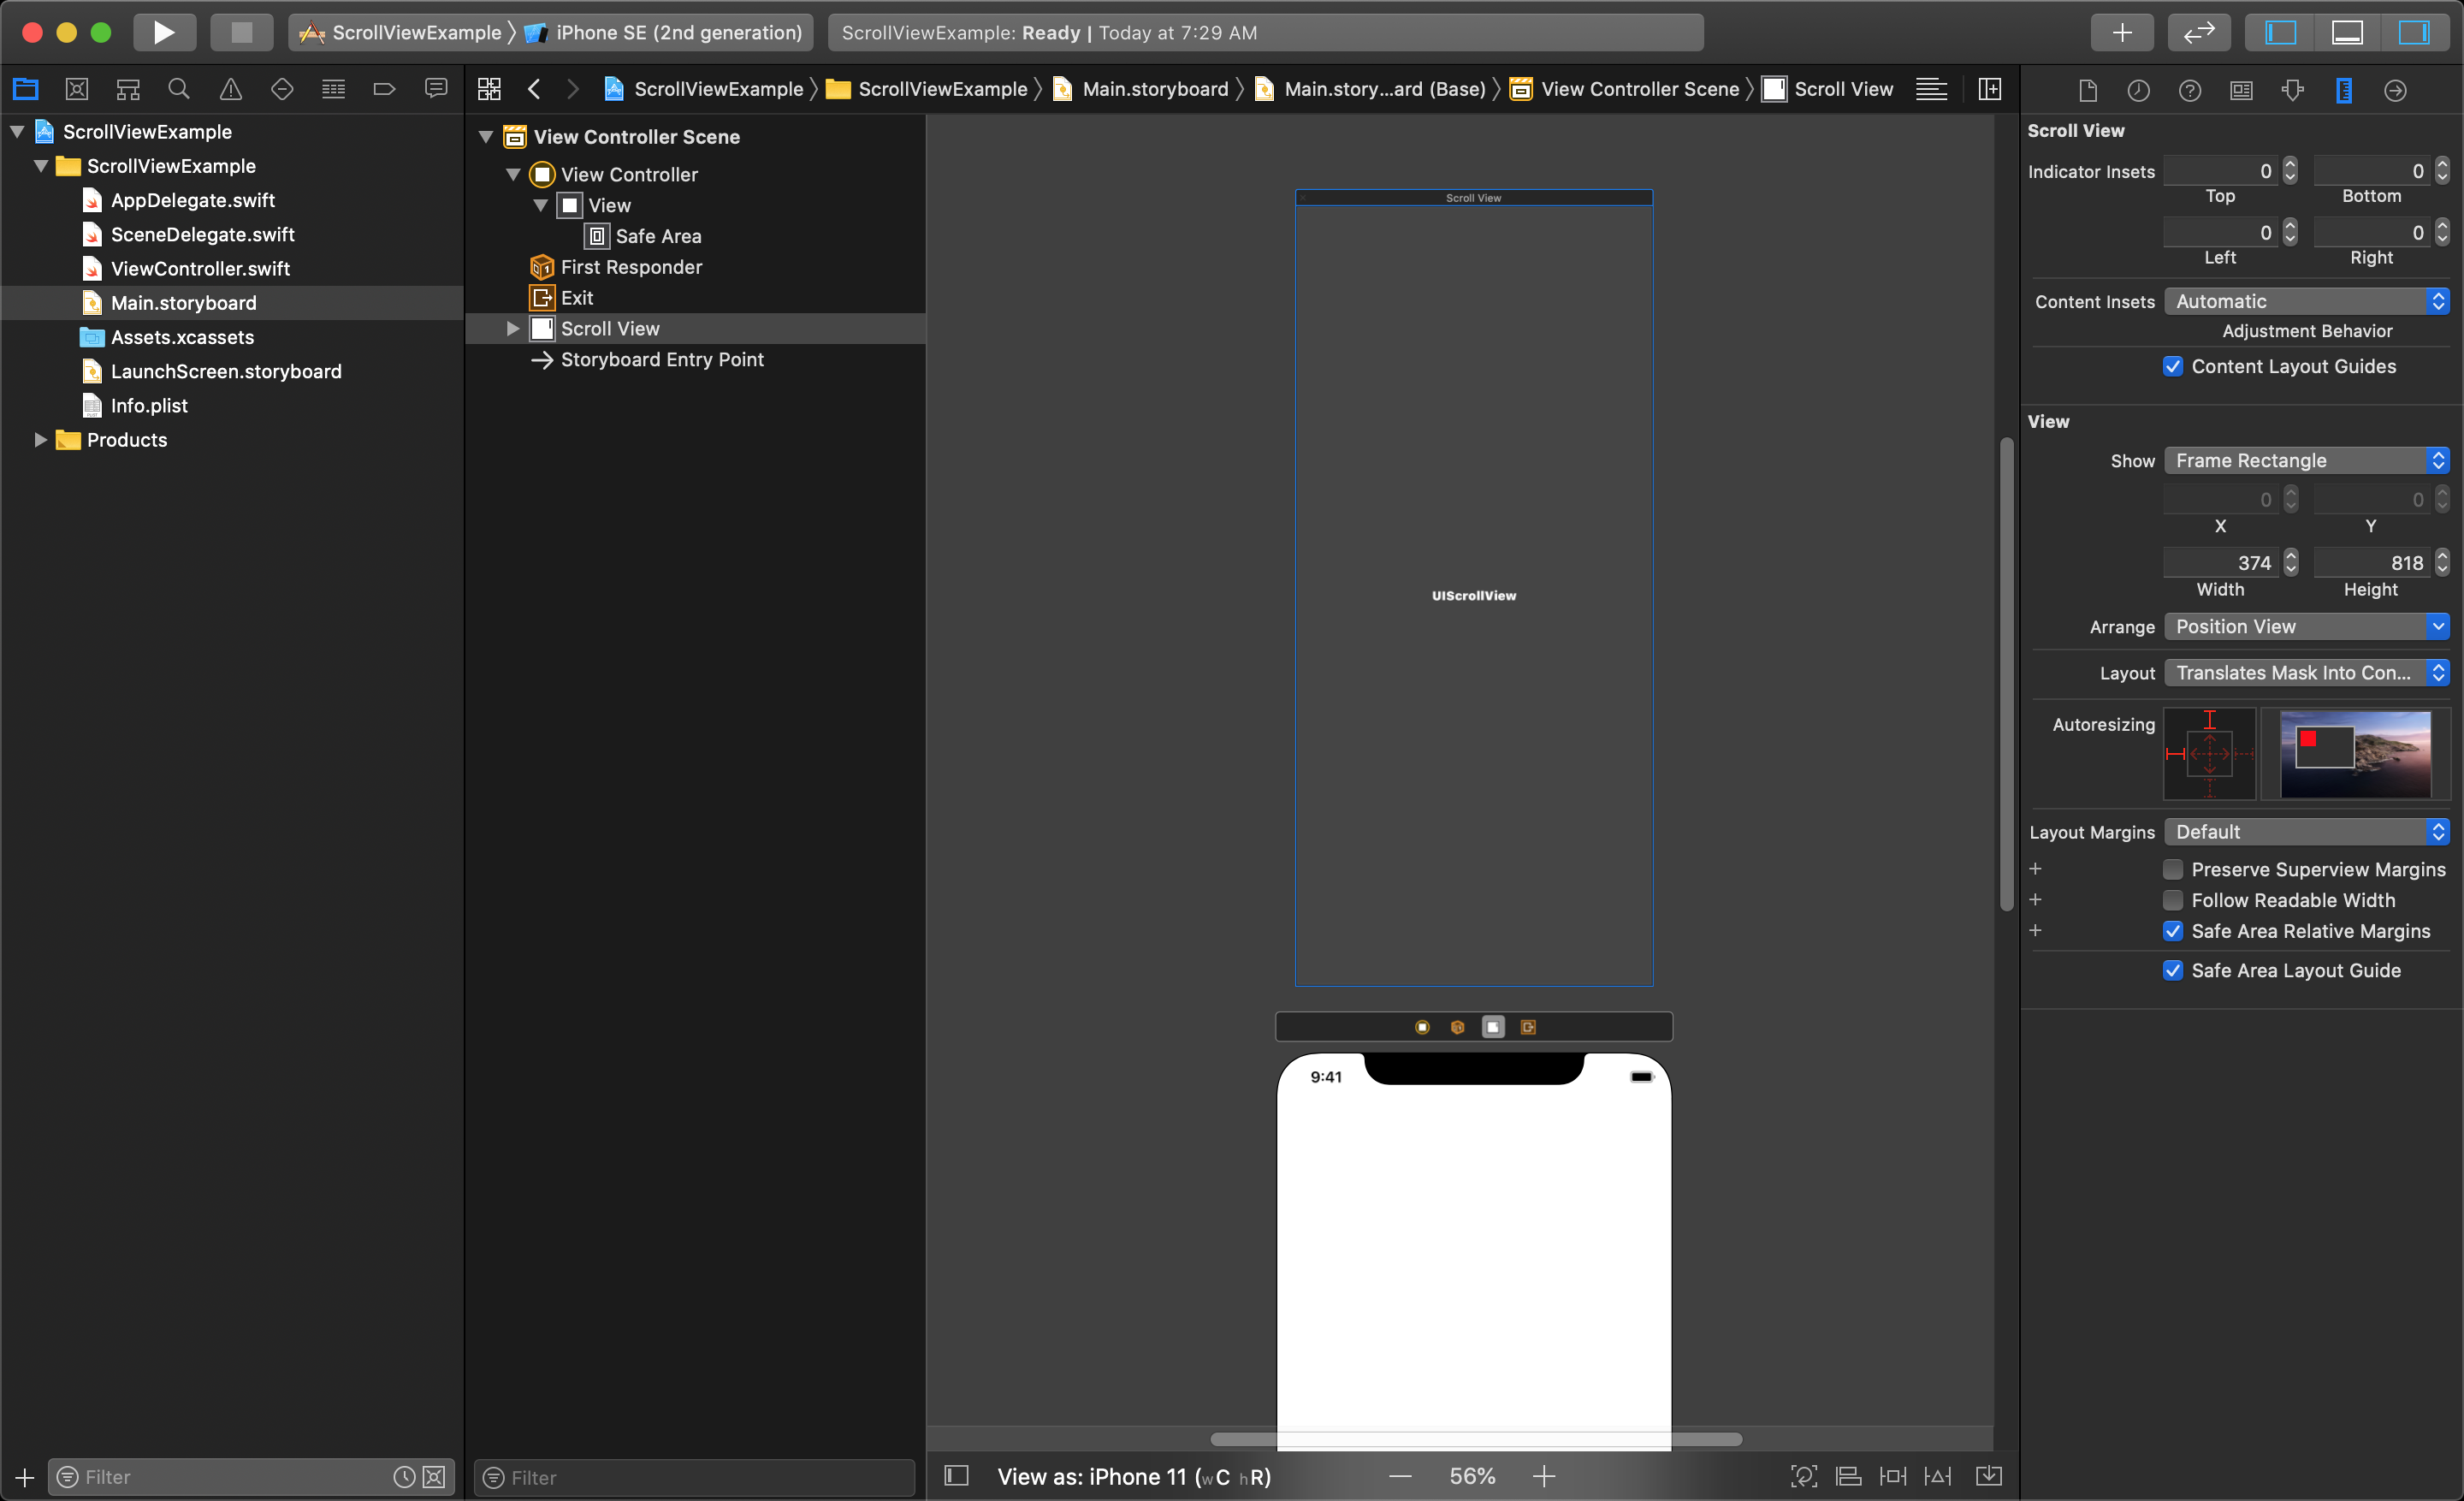 ScrollViewExample iPhone SE (2nd generation)
ScrollViewExample: Ready | Today at 7:29 AM
ScrollViewExample ScrollViewExample Main.storyboard Main.story...ard (Base) View Controller Scene Scroll View
ScrollViewExample
ScrollViewExample
AppDelegate.swift
SceneDelegate.swift
ViewController.swift
Main.storyboard
Assets.xcassets
LaunchScreen.storyboard
Info.plist
Products
Filter
View Controller Scene
View Controller
View
Safe Area
First Responder
Exit
Scroll View
Storyboard Entry Point
Filter
Scroll View
UIScrollView
9:41
View as: iPhone 11 (wC hR)
56%
Scroll View
Indicator Insets 0 0
Top Bottom
0 0
Left Right
Content Insets Automatic
Adjustment Behavior
Content Layout Guides
View
Show Frame Rectangle
0 0
X Y
374 818
Width Height
Arrange Position View
Layout Translates Mask Into Con...
Autoresizing
Layout Margins Default
Preserve Superview Margins
Follow Readable Width
Safe Area Relative Margins
Safe Area Layout Guide